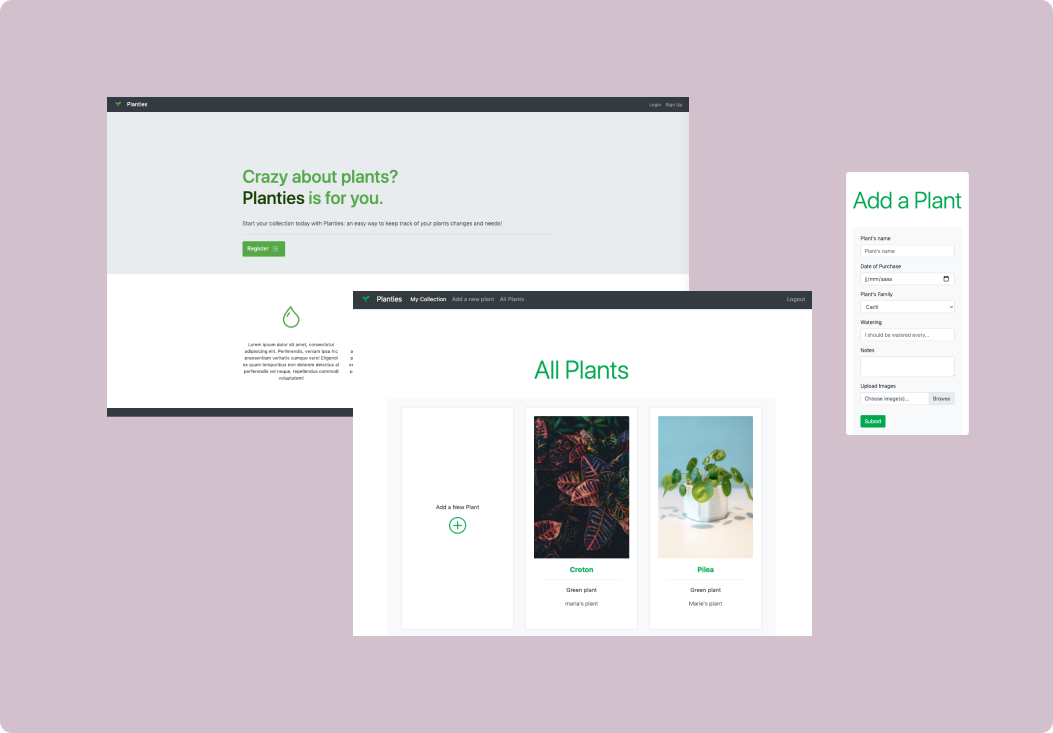 Planties
Login Sign Up
Crazy about plants?
Planties is for you.
Start your collection today with Planties: an easy way to keep track of your plants changes and needs!
Register
Lorem ipsum dolor sit amet, consectetur
adipisicing elit. Perferendis, veniam ipsa hic
praesentium veritatis cumque vero! Eligendi
ex quam temporibus non dolorem delectus at
perferendis vel neque, repellendus commodi
voluptatem!
Planties My Collection Add a new plant All Plants
Logout
All Plants
Add a New Plant
Croton
Green plant
maria's plant
Pilea
Green plant
Marie's plant
Add a Plant
Plant's name
Plant's name
Date of Purchase
jj/mm/aaaa
Plant's Family
Cacti
Watering
I should be watered every...
Notes
Upload Images
Choose image(s)...
Browse
Submit